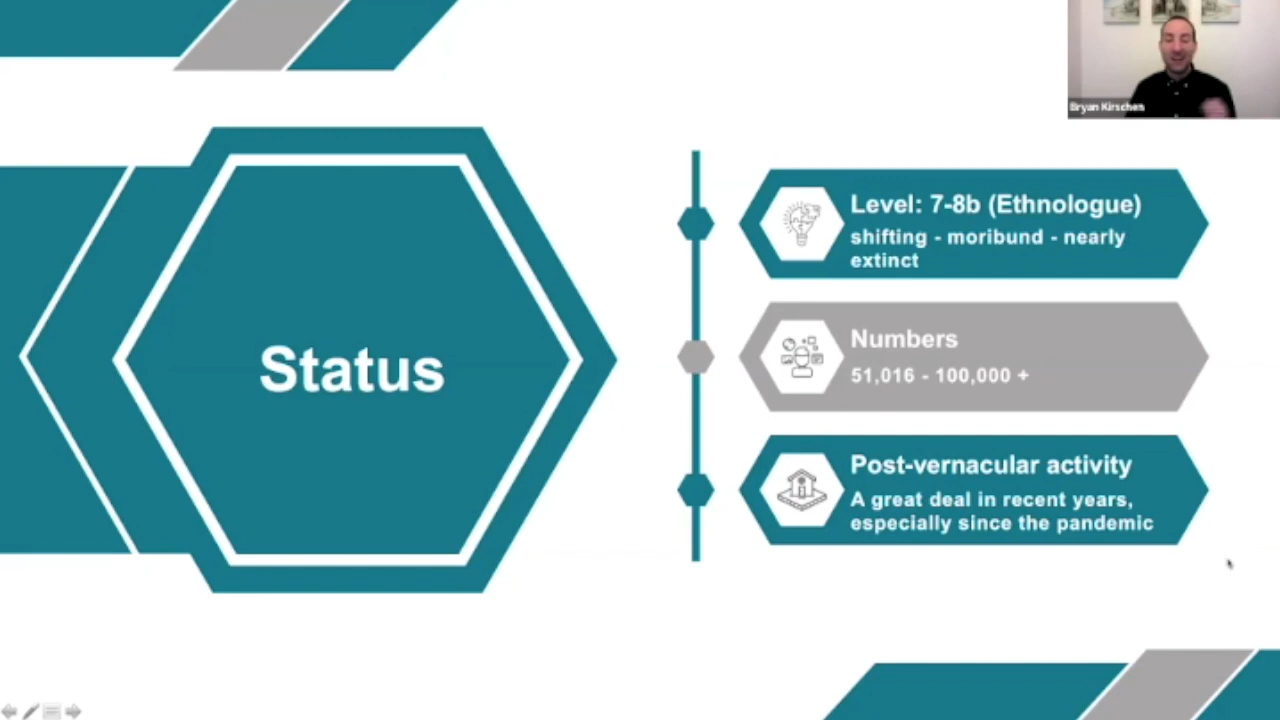 Bryan Kirschen
Status
Level: 7-8b (Ethnologue)
shifting - moribund - nearly
extinct
Numbers
51,016 - 100,000 +
Post-vernacular activity
A great deal in recent years,
especially since the pandemic